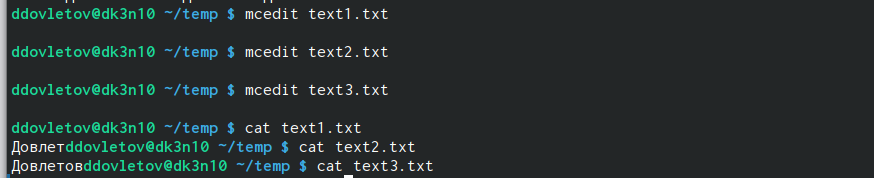 ddovletov@dk3n10 ~/temp $ mcedit text1.txt
ddovletov@dk3n10 ~/temp $ mcedit text2.txt
ddovletov@dk3n10 ~/temp $ mcedit text3.txt
ddovletov@dk3n10 ~/temp $ cat text1.txt
Довлетddovletov@dk3n10 ~/temp $ cat text2.txt
Довлетовddovletov@dk3n10 ~/temp $ cat text3.txt